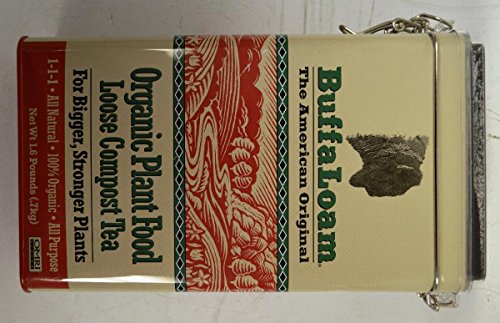 BuffaLoam®
The American Original
Organic Plant Food
Loose Compost Tea
For Bigger, Stronger Plants
1-1-1 • All Natural • 100% Organic • All Purpose
Net Wt 1.6 Pounds (.7kg)
OMRI